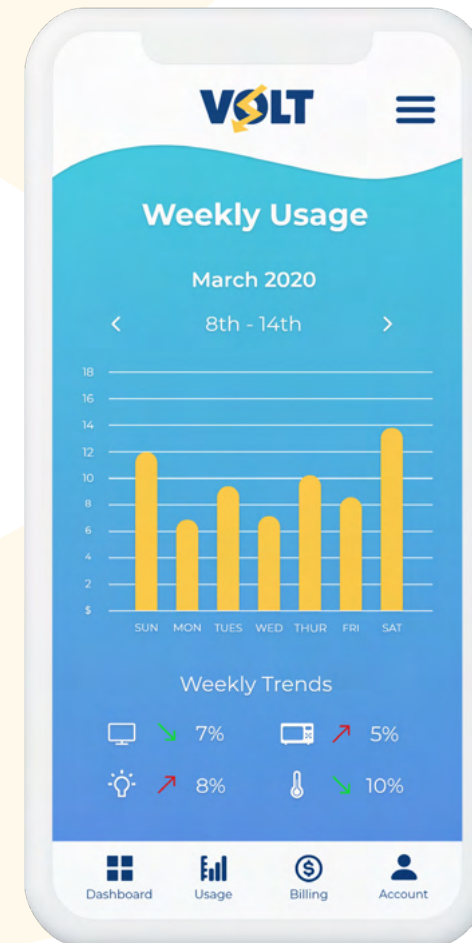 VOLT
Weekly Usage
March 2020
8th - 14th
18
16
14
12
10
8
6
4
2
$
SUN MON TUES WED THUR FRI SAT
Weekly Trends
7% 5%
8% 10%
$
Dashboard Usage Billing Account